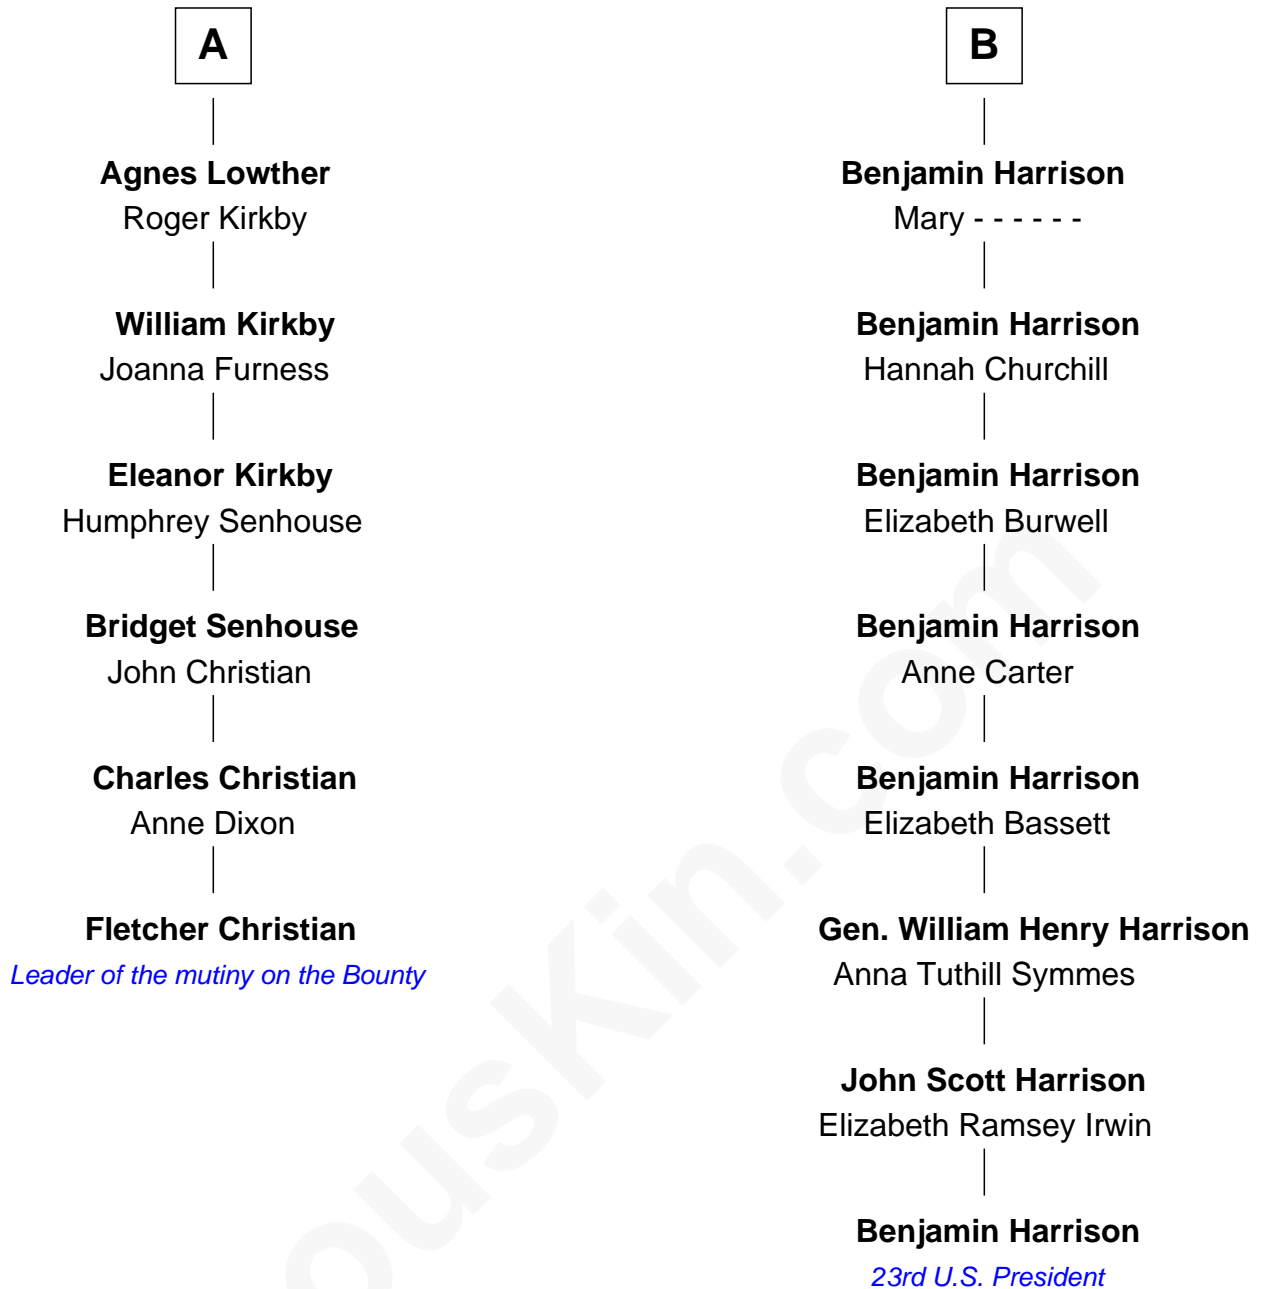 A
Agnes Lowther
Roger Kirkby
William Kirkby
Joanna Furness
Eleanor Kirkby
Humphrey Senhouse
Bridget Senhouse
John Christian
Charles Christian
Anne Dixon
Fletcher Christian
Leader of the mutiny on the Bounty
B
Benjamin Harrison
Mary - - - - - -
Benjamin Harrison
Hannah Churchill
Benjamin Harrison
Elizabeth Burwell
Benjamin Harrison
Anne Carter
Benjamin Harrison
Elizabeth Bassett
Gen. William Henry Harrison
Anna Tuthill Symmes
John Scott Harrison
Elizabeth Ramsey Irwin
Benjamin Harrison
23rd U.S. President
ousKin.com